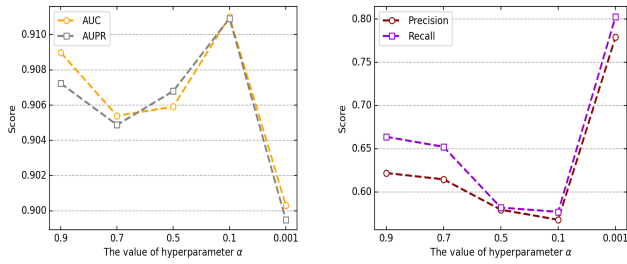 AUC
AUPR
Score
0.910
0.908
0.906
0.904
0.902
0.900
0.9 0.7 0.5 0.1 0.001
The value of hyperparameter α
Precision
Recall
Score
0.80
0.75
0.70
0.65
0.60
0.9 0.7 0.5 0.1 0.001
The value of hyperparameter α